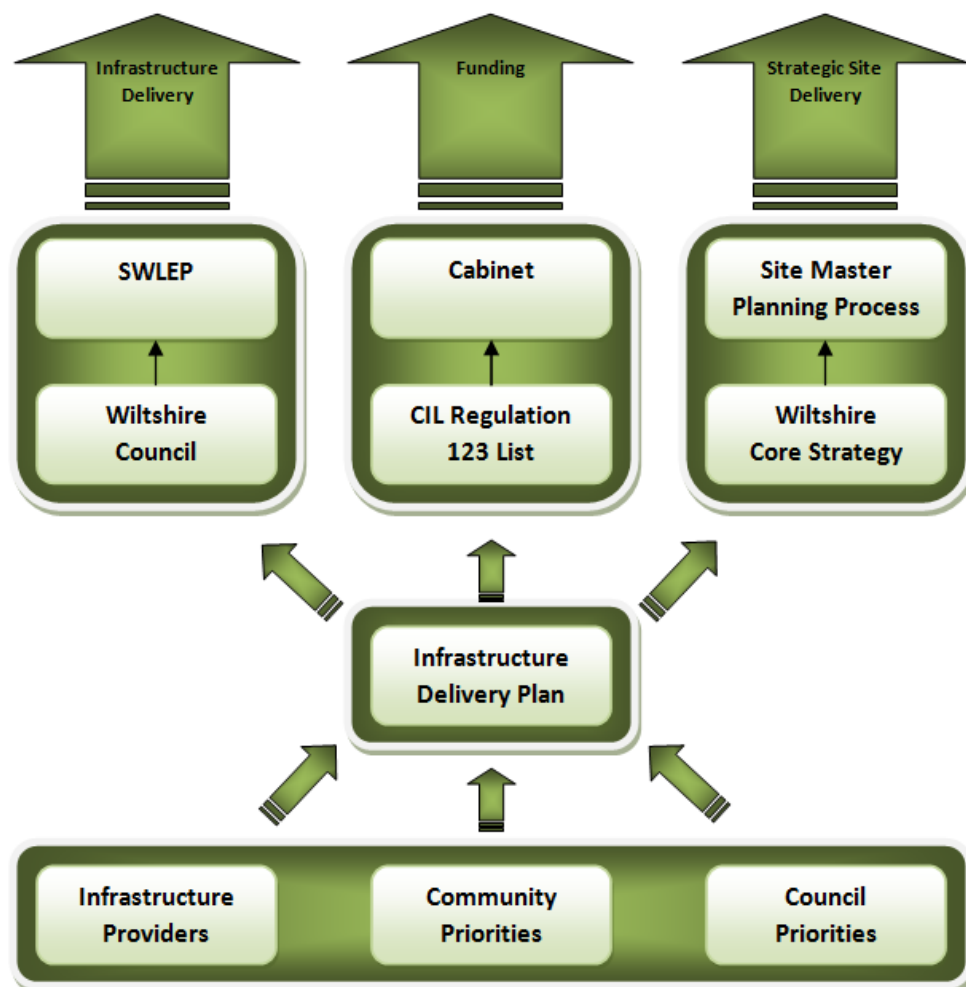 Infrastructure
Delivery
Funding
Strategic Site
Delivery
SWLEP
Cabinet
Site Master
Planning Process
Wiltshire
Council
CIL Regulation
123 List
Wiltshire
Core Strategy
Infrastructure
Delivery Plan
Infrastructure
Providers
Community
Priorities
Council
Priorities